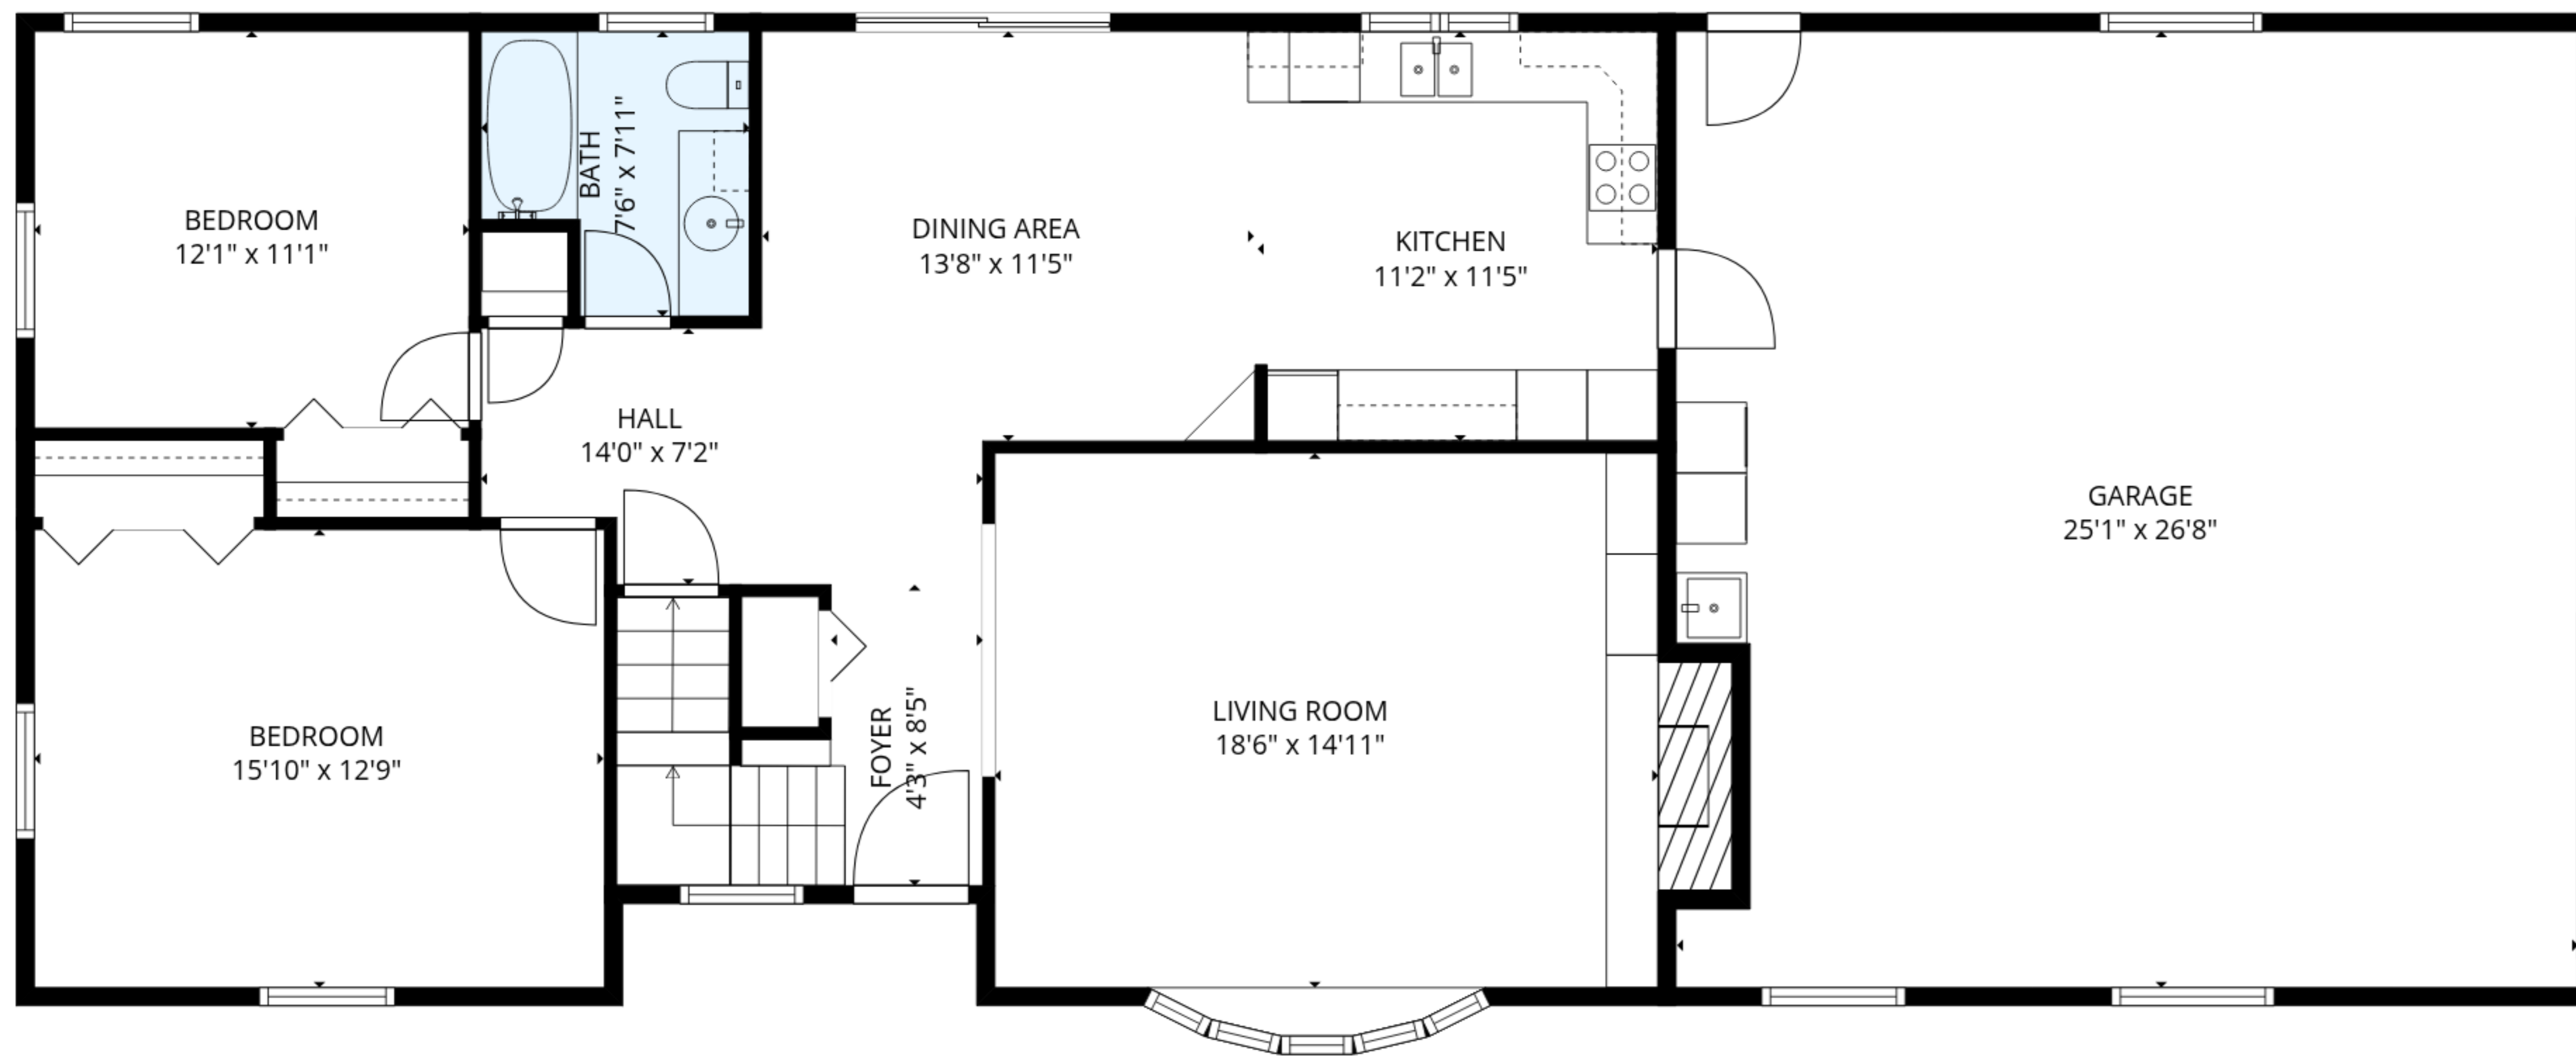 BEDROOM
12'1" x 11'1"
BATH
7'6" x 7'11"
DINING AREA
13'8" x 11'5"
KITCHEN
11'2" x 11'5"
HALL
14'0" x 7'2"
GARAGE
25'1" x 26'8"
BEDROOM
15'10" x 12'9"
FOYER
4'3" x 8'5"
LIVING ROOM
18'6" x 14'11"